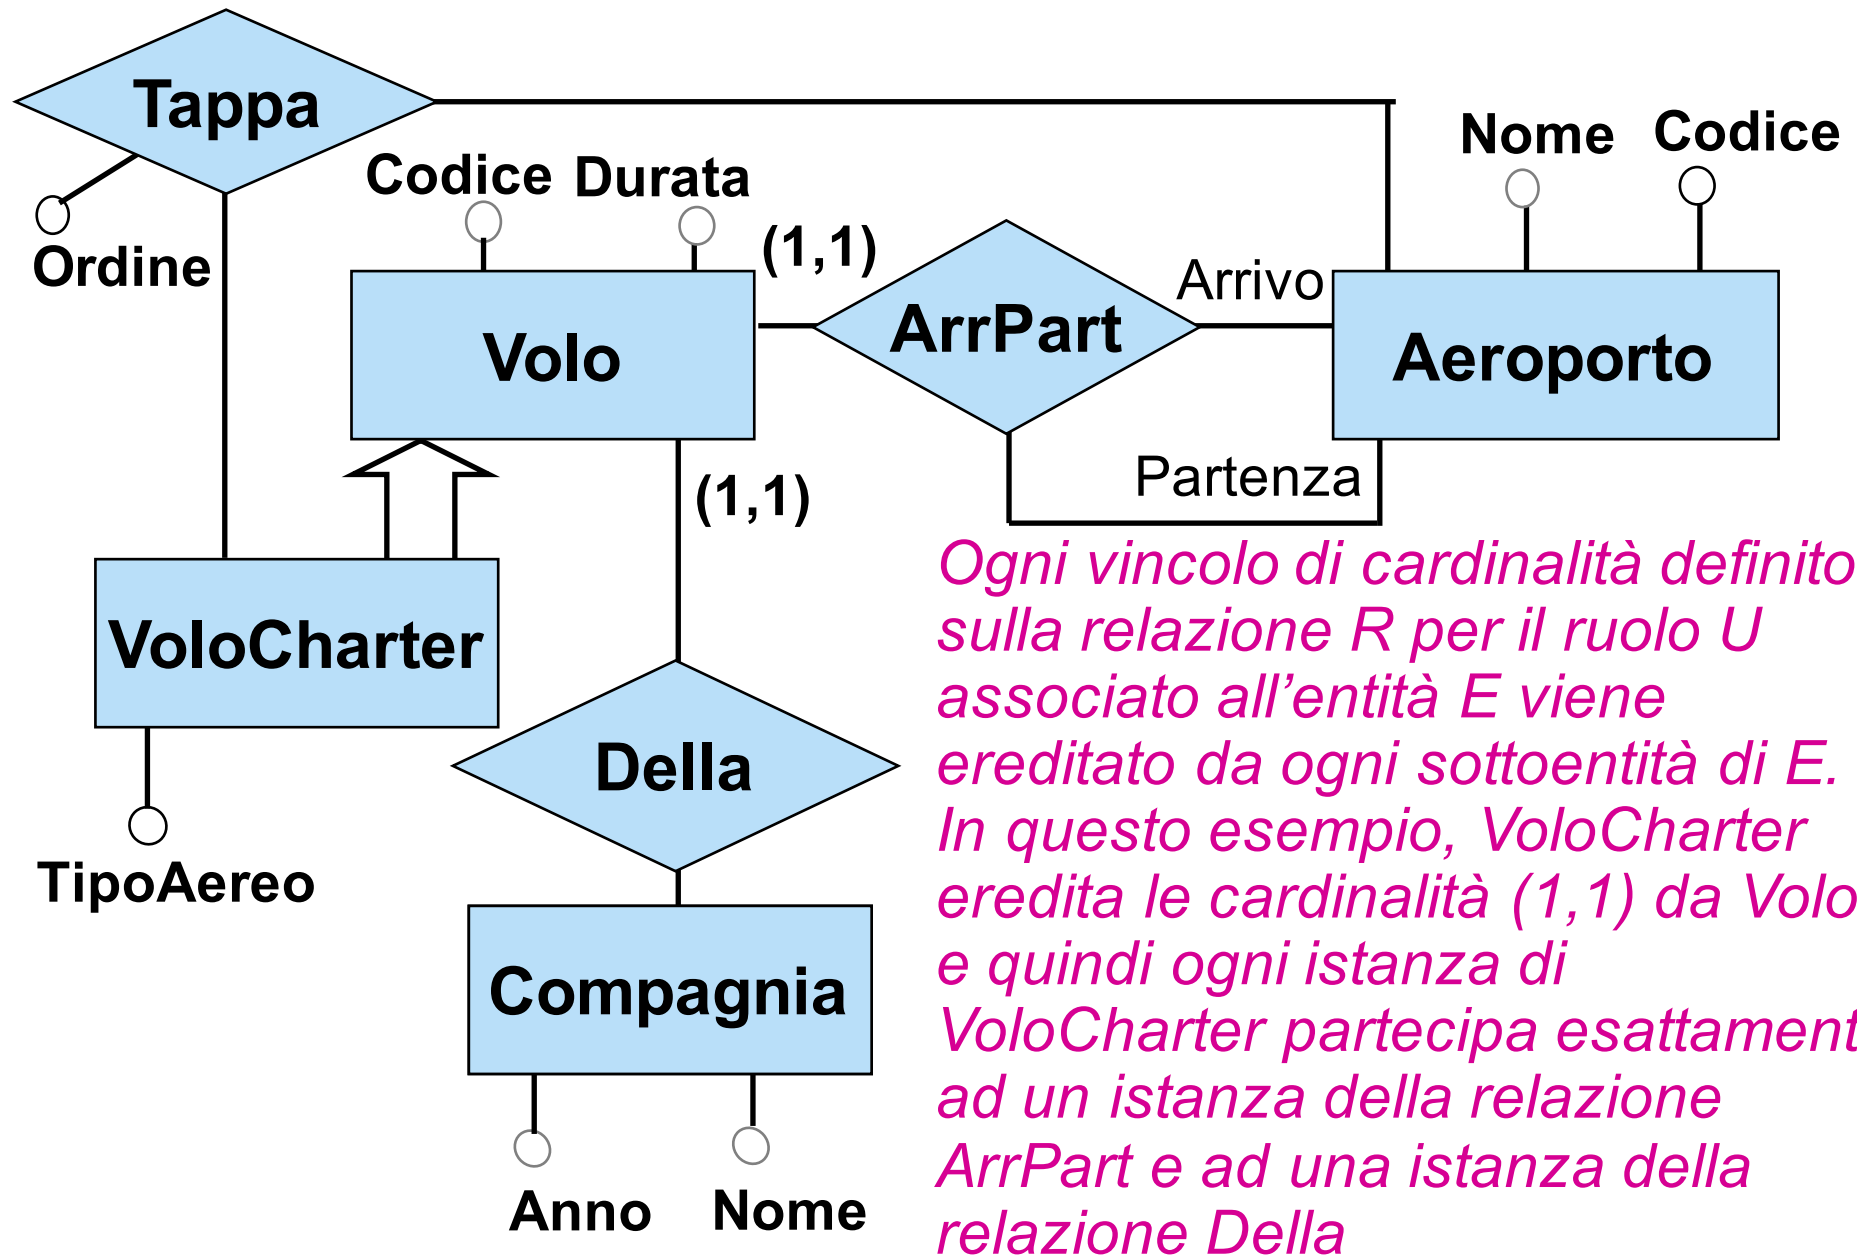 Tappa
Nome Codice
Codice Durata
(1,1)
Ordine
Arrivo
Volo
ArrPart
Aeroporto
Partenza
(1,1)
VoloCharter
Della
TipoAereo
Compagnia
Anno Nome
Ogni vincolo di cardinalità definito
sulla relazione R per il ruolo U
associato all’entità E viene
ereditato da ogni sottoentità di E.
In questo esempio, VoloCharter
eredita le cardinalità (1,1) da Volo
e quindi ogni istanza di
VoloCharter partecipa esattament
ad un istanza della relazione
ArrPart e ad una istanza della
relazione Della